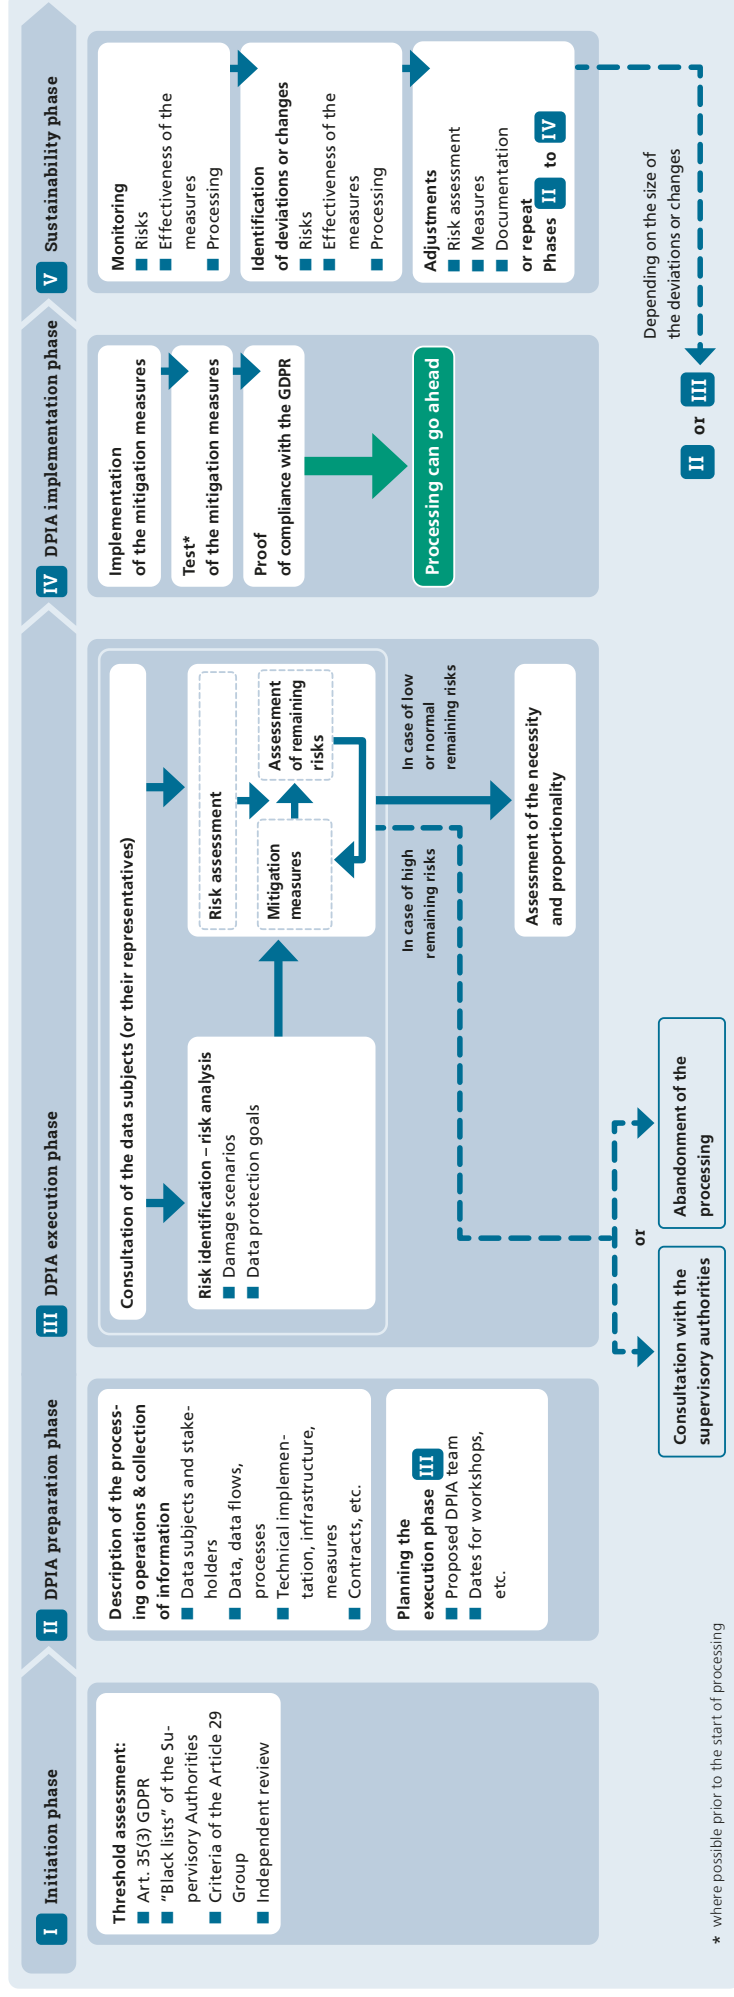 I Initiation phase
Threshold assessment:
Art. 35(3) GDPR
"Black lists" of the Su-
pervisory Authorities
Criteria of the Article 29
Group
Independent review
II DPIA preparation phase
Description of the process-
ing operations & collection
of information
Data subjects and stake-
holders
Data, data flows,
processes
Technical implemen-
tation, infrastructure,
measures
Contracts, etc.
Planning the
execution phase III
Proposed DPIA team
Dates for workshops,
etc.
III DPIA execution phase
Consultation of the data subjects (or their representatives)
Risk identification – risk analysis
Damage scenarios
Data protection goals
Risk assessment
Mitigation
measures
Assessment
of remaining
risks
In case of high
remaining risks
In case of low
or normal
remaining risks
Assessment of the necessity
and proportionality
Consultation with the
supervisory authorities
or
Abandonment of the
processing
IV DPIA implementation phase
Implementation
of the mitigation measures
Test*
of the mitigation measures
Proof
of compliance with the GDPR
Processing can go ahead
V Sustainability phase
Monitoring
Risks
Effectiveness of the
measures
Processing
Identification
of deviations or changes
Risks
Effectiveness of the
measures
Processing
Adjustments
Risk assessment
Measures
Documentation
or repeat
Phases II to IV
Depending on the size of
the deviations or changes
II or III
* where possible prior to the start of processing